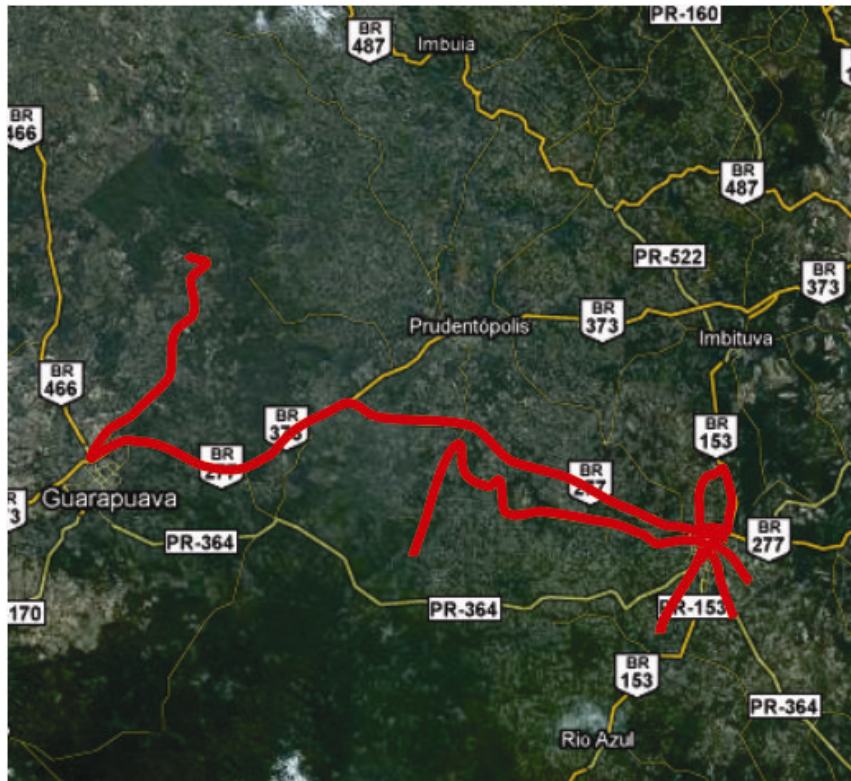 PR-160
BR
487
Imbuia
BR
466
BR
487
PR-522
BR
373
Prudentópolis
BR
373
Imbituva
BR
466
BR
153
BR
BR
277
BR
Guarapuava
BR
277
PR-364
PR-364
PR-153
170
BR
153
PR-364
Rio Azul